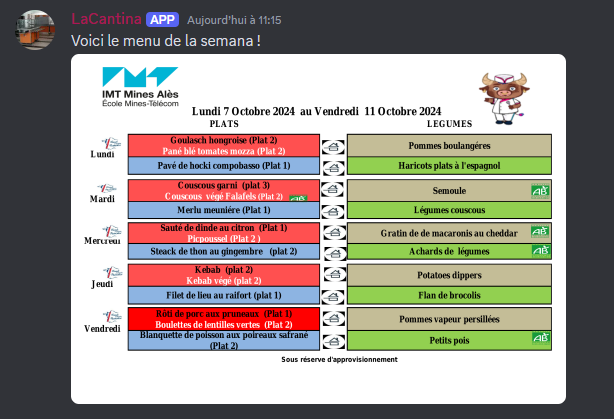 LaCantina APP Aujourd'hui à 11:15
Voici le menu de la semaine !
IMT Mines Alès
École Mines-Télécom
Lundi 7 Octobre 2024 au Vendredi 11 Octobre 2024
PLATS LEGUMES
Lundi
Goulasch hongroise (Plat 2)
Pané blé tomates mozza (Plat 2)
Pommes boulangéres
Pavé de hocki compobasso (Plat 1)
Haricots plats à l'espagnol
Mardi
Couscous garni (plat 3)
Couscous végé Falafels (Plat 2)
Semoule
AB
Merlu meuniére (Plat 1)
Légumes couscous
Mercredi
Sauté de dinde au citron (Plat 1)
Picpoussel (Plat 2 )
Gratin de de macaronis au cheddar
AB
Steack de thon au gingembre (plat 2)
Achards de légumes
AB
Jeudi
Kebab (plat 2)
Kebab végé (plat 2)
Potatoes dippers
Filet de lieu au raifort (plat 1)
Flan de brocolis
Vendredi
Rôti de porc aux pruneaux (Plat 1)
Boulettes de lentilles vertes (Plat 2)
Pommes vapeur persillées
Blanquette de poisson aux poireaux safrané
(Plat 2)
Petits pois
AB
Sous réserve d'approvisionnement